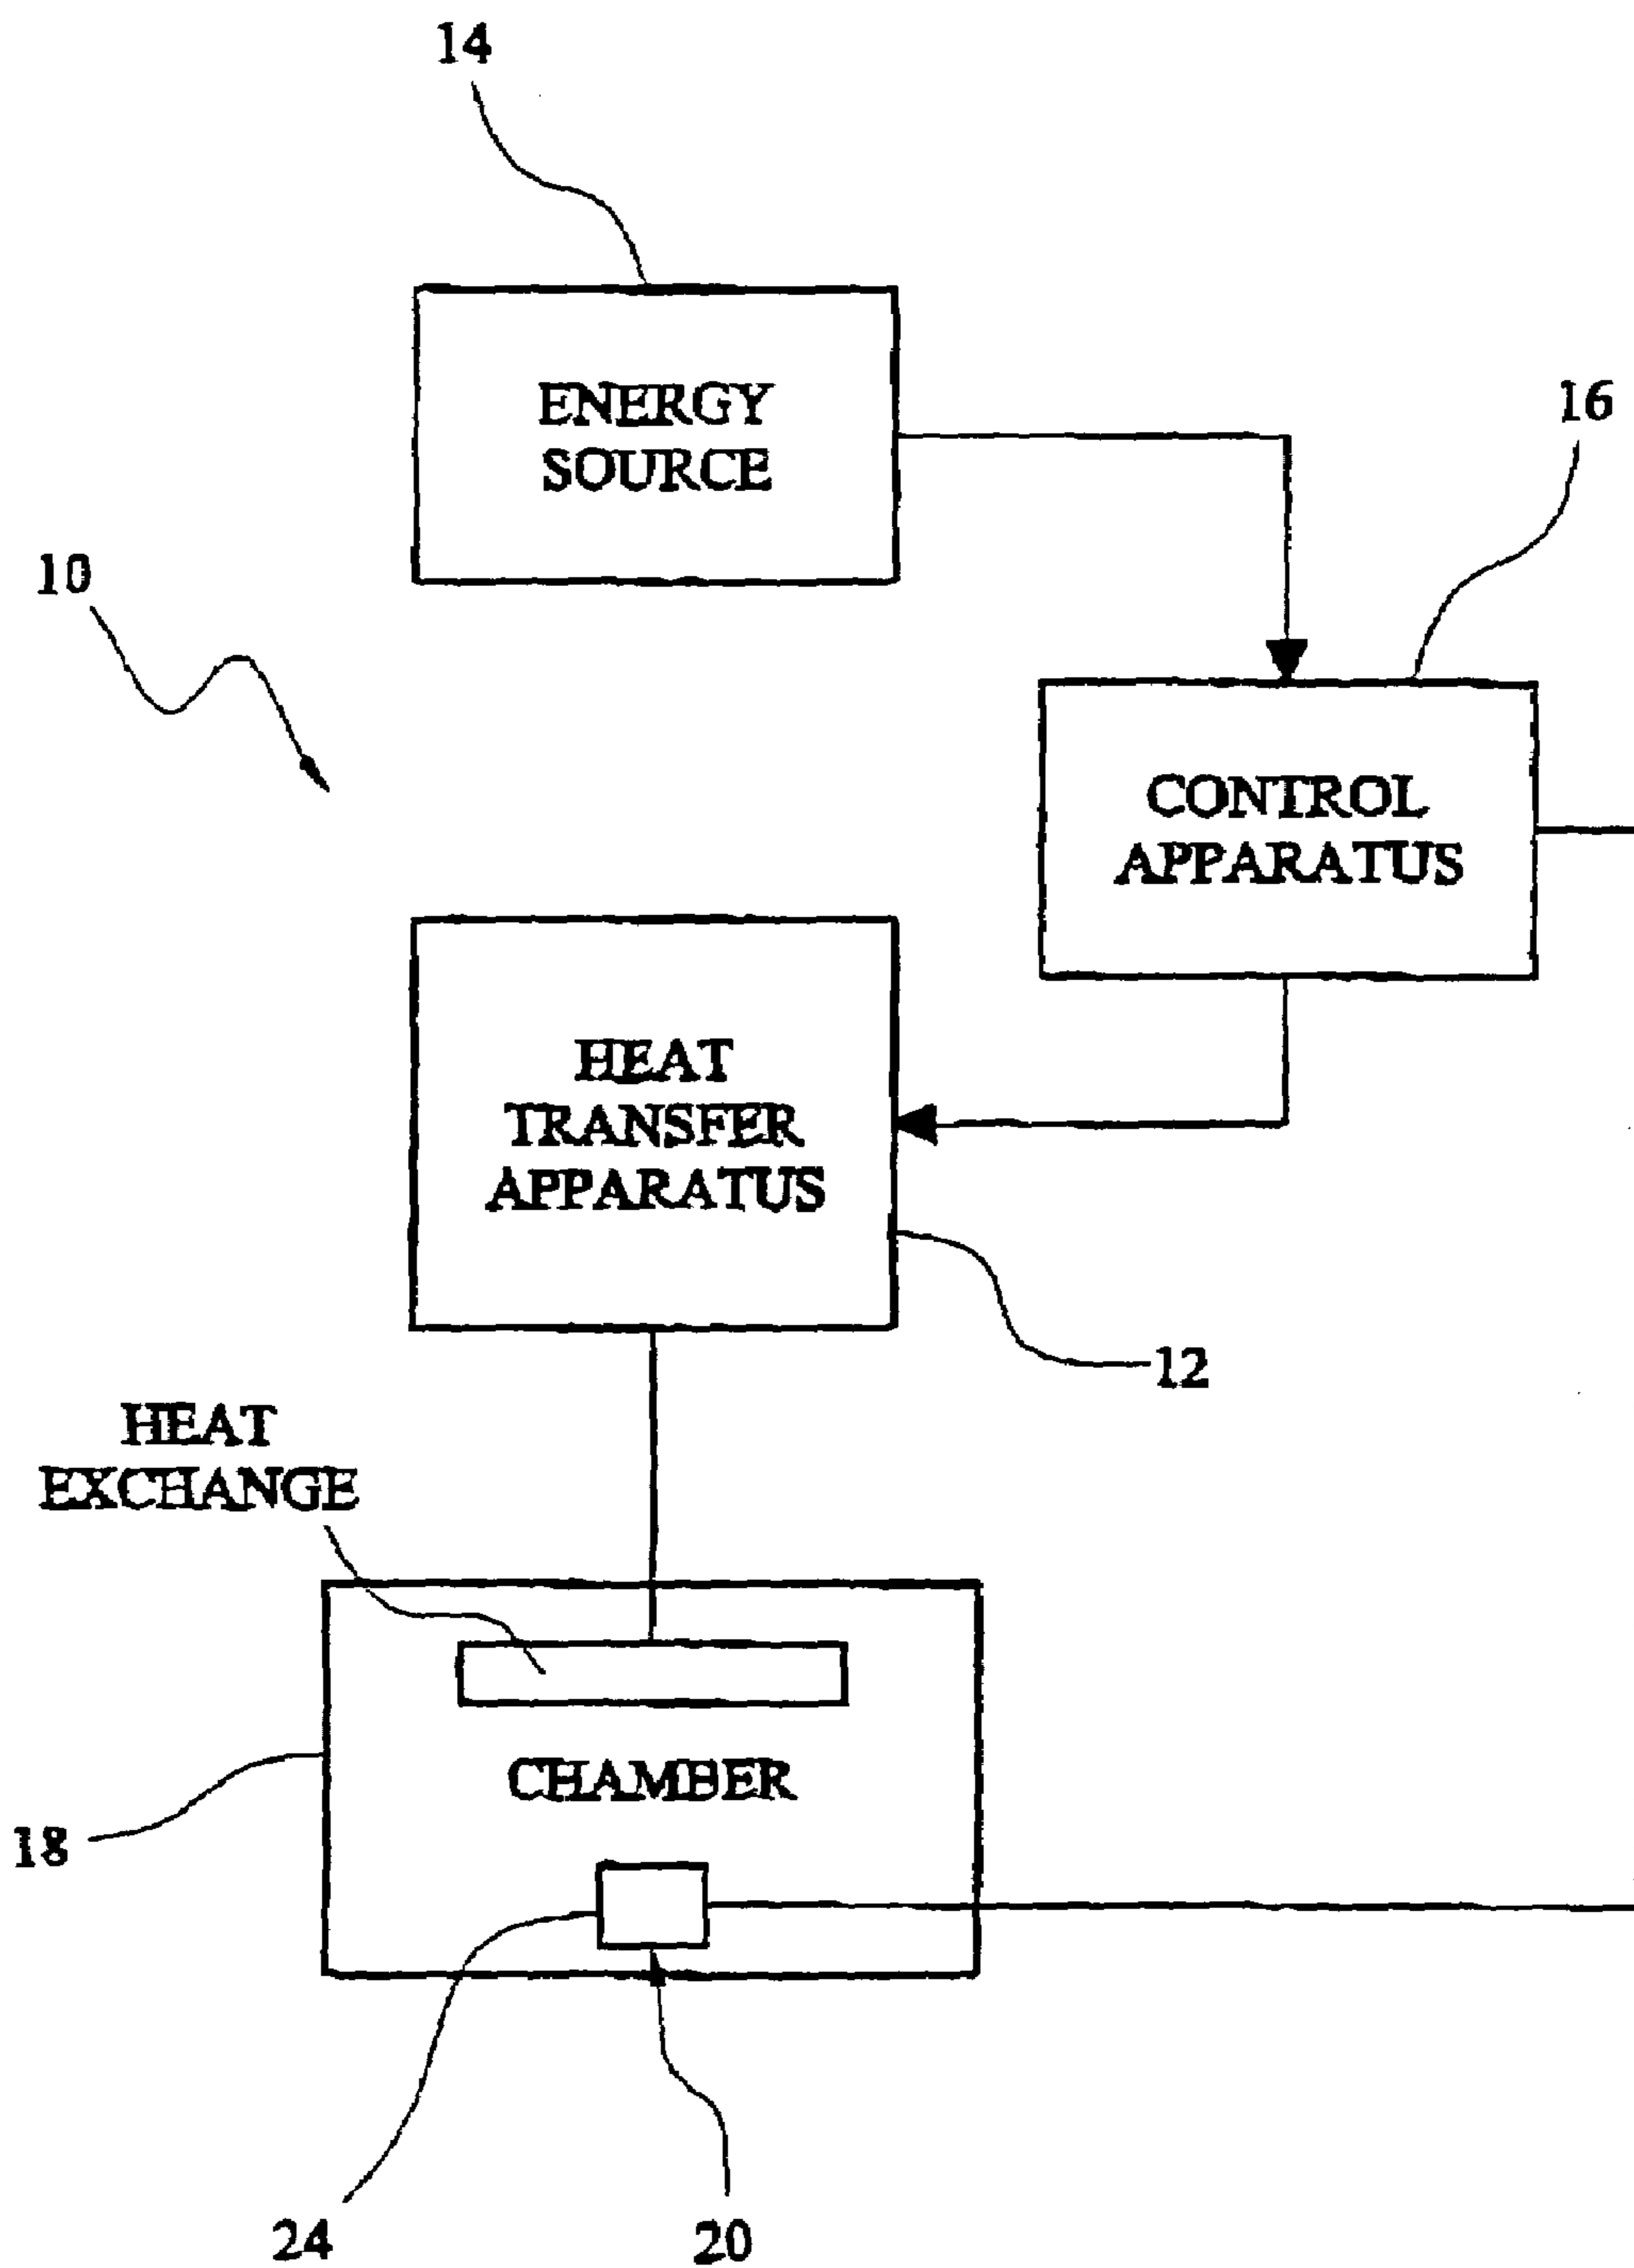 14
ENERGY
SOURCE
16
10
CONTROL
APPARATUS
HEAT
TRANSFER
APPARATUS
12
HEAT
EXCHANGE
CHAMBER
18
24
20